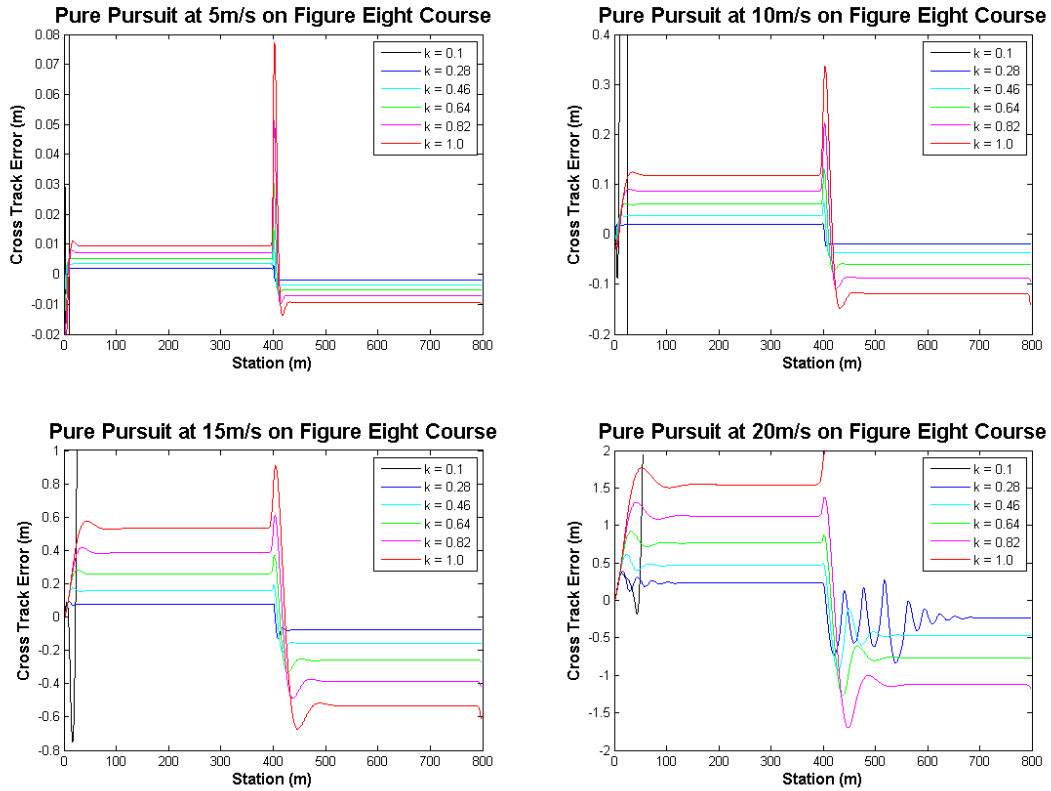 Pure Pursuit at 5m/s on Figure Eight Course
Cross Track Error (m)
0.08
0.07
0.06
0.05
0.04
0.03
0.02
0.01
0
-0.01
-0.02
0 100 200 300 400 500 600 700 800
Station (m)
k = 0.1
k = 0.28
k = 0.46
k = 0.64
k = 0.82
k = 1.0
Pure Pursuit at 10m/s on Figure Eight Course
Cross Track Error (m)
0.4
0.3
0.2
0.1
0
-0.1
-0.2
0 100 200 300 400 500 600 700 800
Station (m)
k = 0.1
k = 0.28
k = 0.46
k = 0.64
k = 0.82
k = 1.0
Pure Pursuit at 15m/s on Figure Eight Course
Cross Track Error (m)
1
0.8
0.6
0.4
0.2
0
-0.2
-0.4
-0.6
-0.8
0 100 200 300 400 500 600 700 800
Station (m)
k = 0.1
k = 0.28
k = 0.46
k = 0.64
k = 0.82
k = 1.0
Pure Pursuit at 20m/s on Figure Eight Course
Cross Track Error (m)
2
1.5
1
0.5
0
-0.5
-1
-1.5
-2
0 100 200 300 400 500 600 700 800
Station (m)
k = 0.1
k = 0.28
k = 0.46
k = 0.64
k = 0.82
k = 1.0